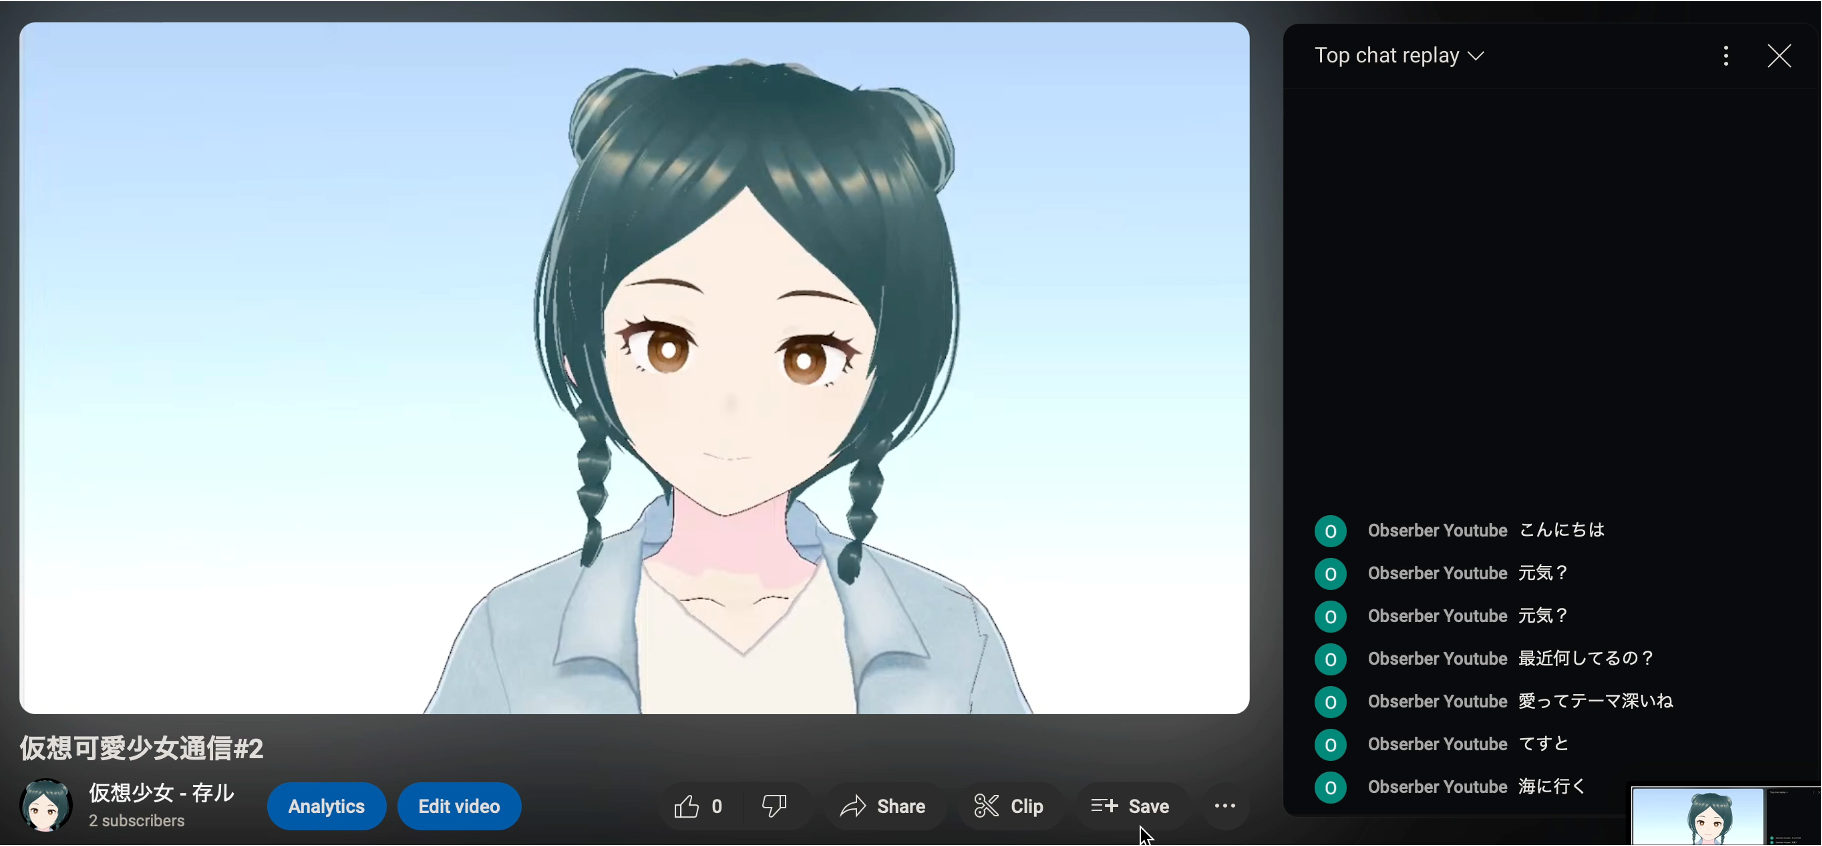 Top chat replay
O Obserber Youtube こんにちは
O Obserber Youtube 元気？
O Obserber Youtube 元気？
O Obserber Youtube 最近何してるの？
O Obserber Youtube 愛ってテーマ深いね
O Obserber Youtube てすと
O Obserber Youtube 海に行く
仮想可愛少女通信#2
仮想少女 - 存ル
2 subscribers
Analytics
Edit video
0
Share
Clip
Save